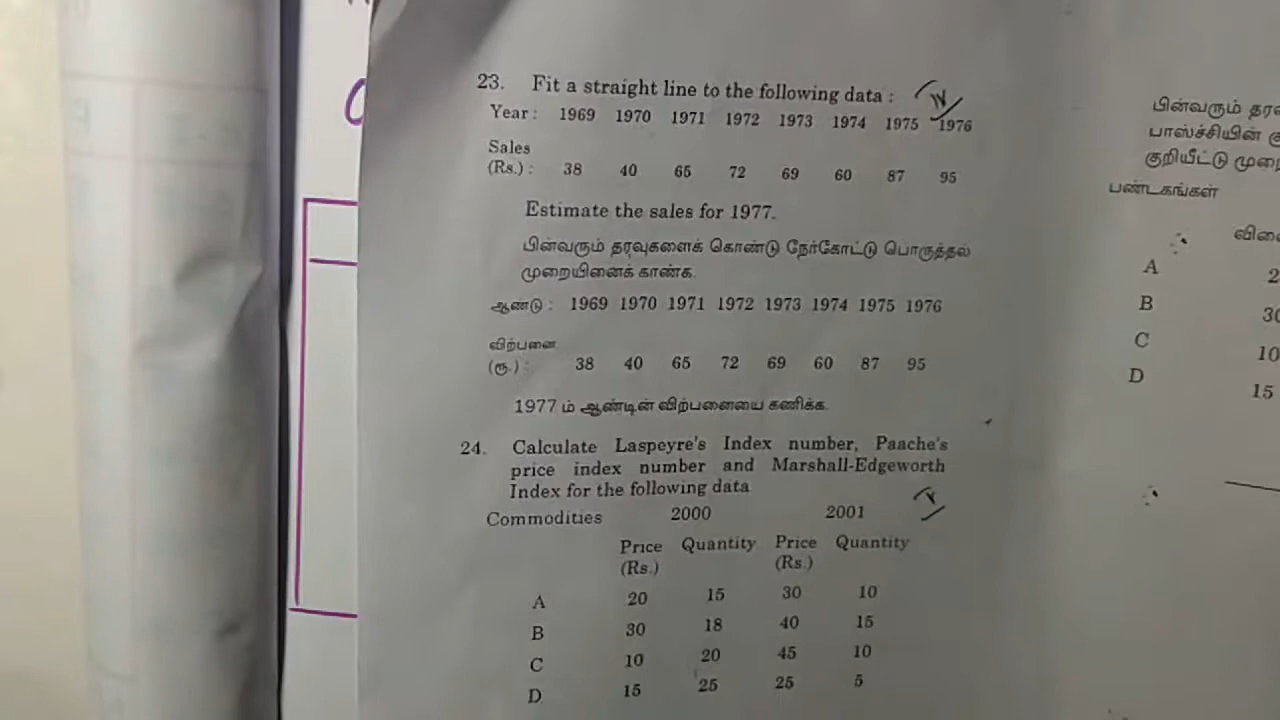 23. Fit a straight line to the following data : IV
Year : 1969 1970 1971 1972 1973 1974 1975 1976
Sales
(Rs.) : 38 40 65 72 69 60 87 95
Estimate the sales for 1977.
பின்வரும் தரவுகளைக் கொண்டு நேர்கோட்டு பொருத்தல்
முறையினைக் காண்க.
ஆண்டு : 1969 1970 1971 1972 1973 1974 1975 1976
விற்பனை
(ரூ.) : 38 40 65 72 69 60 87 95
1977 ம் ஆண்டின் விற்பனையை கணிக்க.
24. Calculate Laspeyre's Index number, Paache's
price index number and Marshall-Edgeworth
Index for the following data
Commodities 2000 2001
Price Quantity Price Quantity
(Rs.) (Rs.)
A 20 15 30 10
B 30 18 40 15
C 10 20 45 10
D 15 25 25 5
பின்வரும்
பண்டகங்கள்
A 2
B 30
C 10
D 15